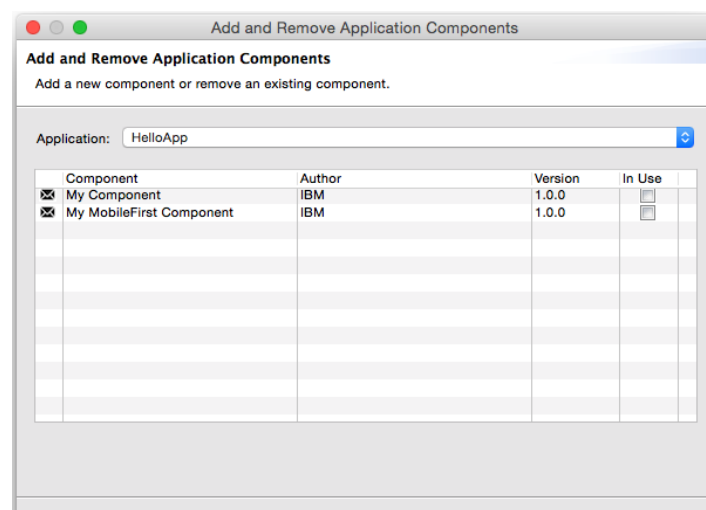 Add and Remove Application Components
Add and Remove Application Components
Add a new component or remove an existing component.
Application: HelloApp
Component Author Version In Use
My Component IBM 1.0.0
My MobileFirst Component IBM 1.0.0